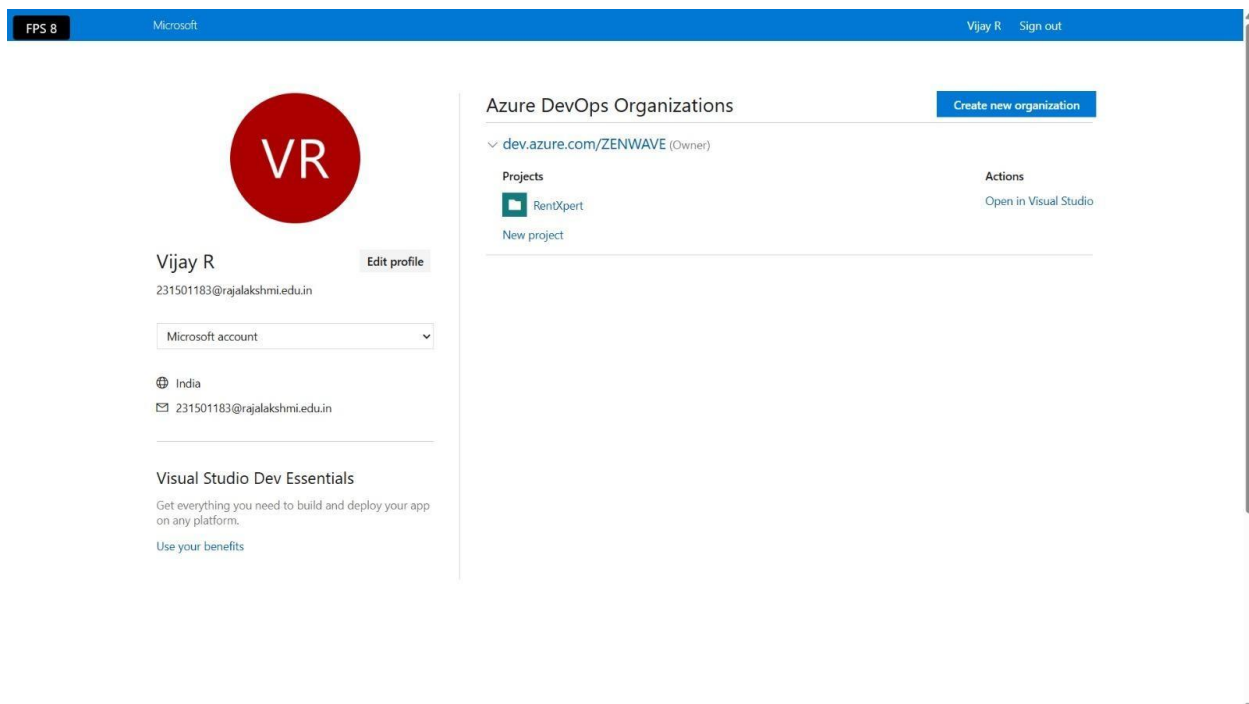 FPS 8
Microsoft
Vijay R Sign out
VR
Vijay R
Edit profile
231501183@rajalakshmi.edu.in
Microsoft account
India
231501183@rajalakshmi.edu.in
Visual Studio Dev Essentials
Get everything you need to build and deploy your app
on any platform.
Use your benefits
Azure DevOps Organizations
Create new organization
dev.azure.com/ZENWAVE (Owner)
Projects
Actions
RentXpert
Open in Visual Studio
New project